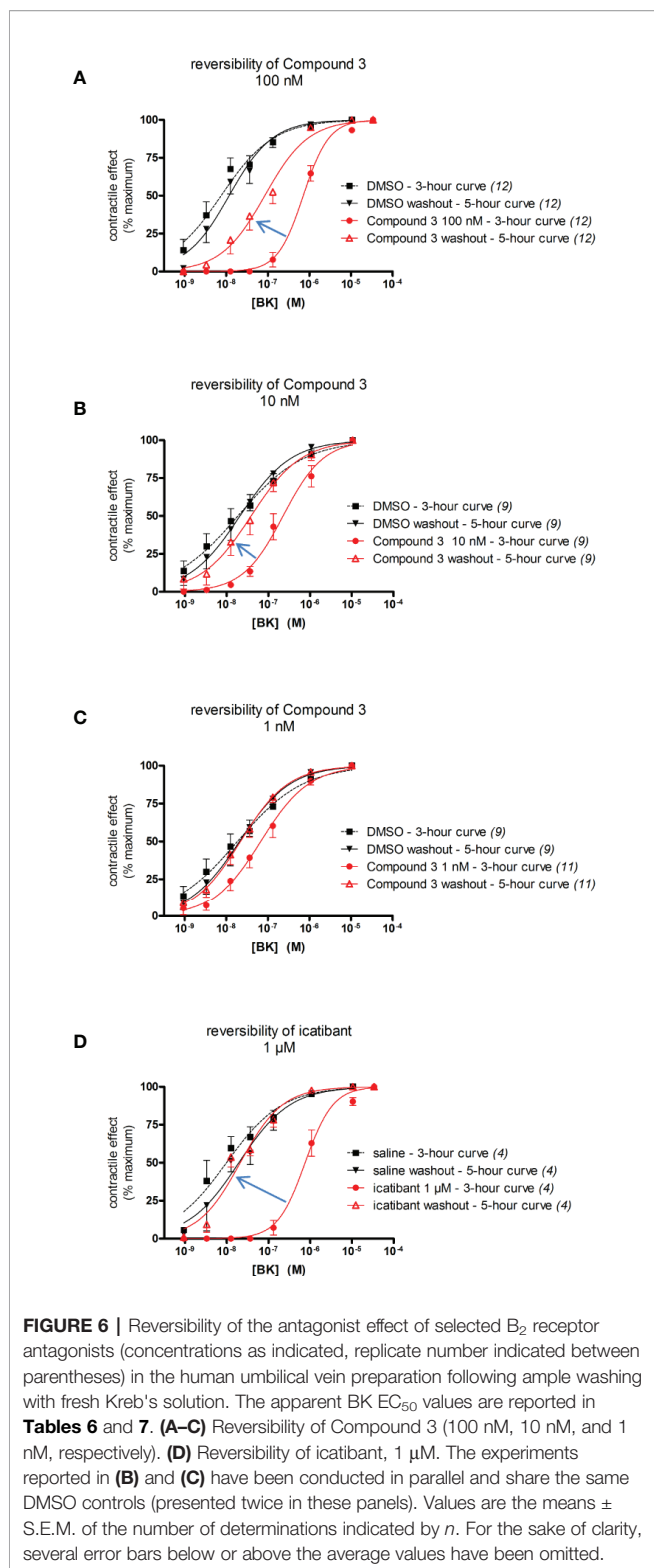 A
reversibility of Compound 3
100 nM
contractile effect
(% maximum)
100
75
50
25
0
10⁻⁹ 10⁻⁸ 10⁻⁷ 10⁻⁶ 10⁻⁵ 10⁻⁴
[BK] (M)
DMSO - 3-hour curve (12)
DMSO washout - 5-hour curve (12)
Compound 3 100 nM - 3-hour curve (12)
Compound 3 washout - 5-hour curve (12)
B
reversibility of Compound 3
10 nM
contractile effect
(% maximum)
100
75
50
25
0
10⁻⁹ 10⁻⁸ 10⁻⁷ 10⁻⁶ 10⁻⁵ 10⁻⁴
[BK] (M)
DMSO - 3-hour curve (9)
DMSO washout - 5-hour curve (9)
Compound 3 10 nM - 3-hour curve (9)
Compound 3 washout - 5-hour curve (9)
C
reversibility of Compound 3
1 nM
contractile effect
(% maximum)
100
75
50
25
0
10⁻⁹ 10⁻⁸ 10⁻⁷ 10⁻⁶ 10⁻⁵ 10⁻⁴
[BK] (M)
DMSO - 3-hour curve (9)
DMSO washout - 5-hour curve (9)
Compound 3 1 nM - 3-hour curve (11)
Compound 3 washout - 5-hour curve (11)
D
reversibility of icatibant
1 µM
contractile effect
(% maximum)
100
75
50
25
0
10⁻⁹ 10⁻⁸ 10⁻⁷ 10⁻⁶ 10⁻⁵ 10⁻⁴
[BK] (M)
saline - 3-hour curve (4)
saline washout - 5-hour curve (4)
icatibant 1 µM - 3-hour curve (4)
icatibant washout - 5-hour curve (4)
FIGURE 6 | Reversibility of the antagonist effect of selected B₂ receptor
antagonists (concentrations as indicated, replicate number indicated between
parentheses) in the human umbilical vein preparation following ample washing
with fresh Kreb's solution. The apparent BK EC₅₀ values are reported in
Tables 6 and 7. (A–C) Reversibility of Compound 3 (100 nM, 10 nM, and 1
nM, respectively). (D) Reversibility of icatibant, 1 μM. The experiments
reported in (B) and (C) have been conducted in parallel and share the same
DMSO controls (presented twice in these panels). Values are the means ±
S.E.M. of the number of determinations indicated by n. For the sake of clarity,
several error bars below or above the average values have been omitted.